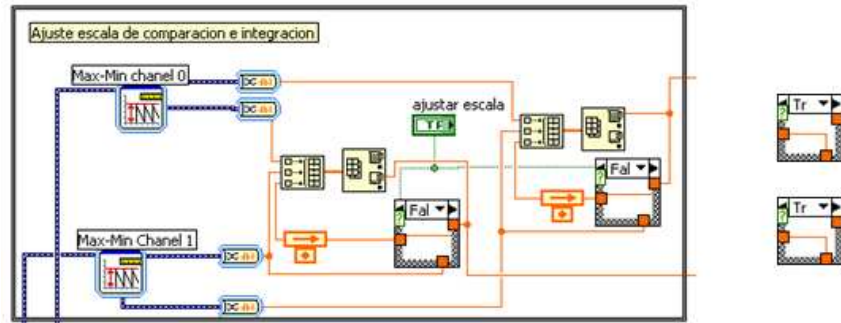 Ajuste escala de comparacion e integracion
Max-Min chanel 0
ajustar escala
TF
Tr
Fal
Fal
Tr
Max-Min Chanel 1